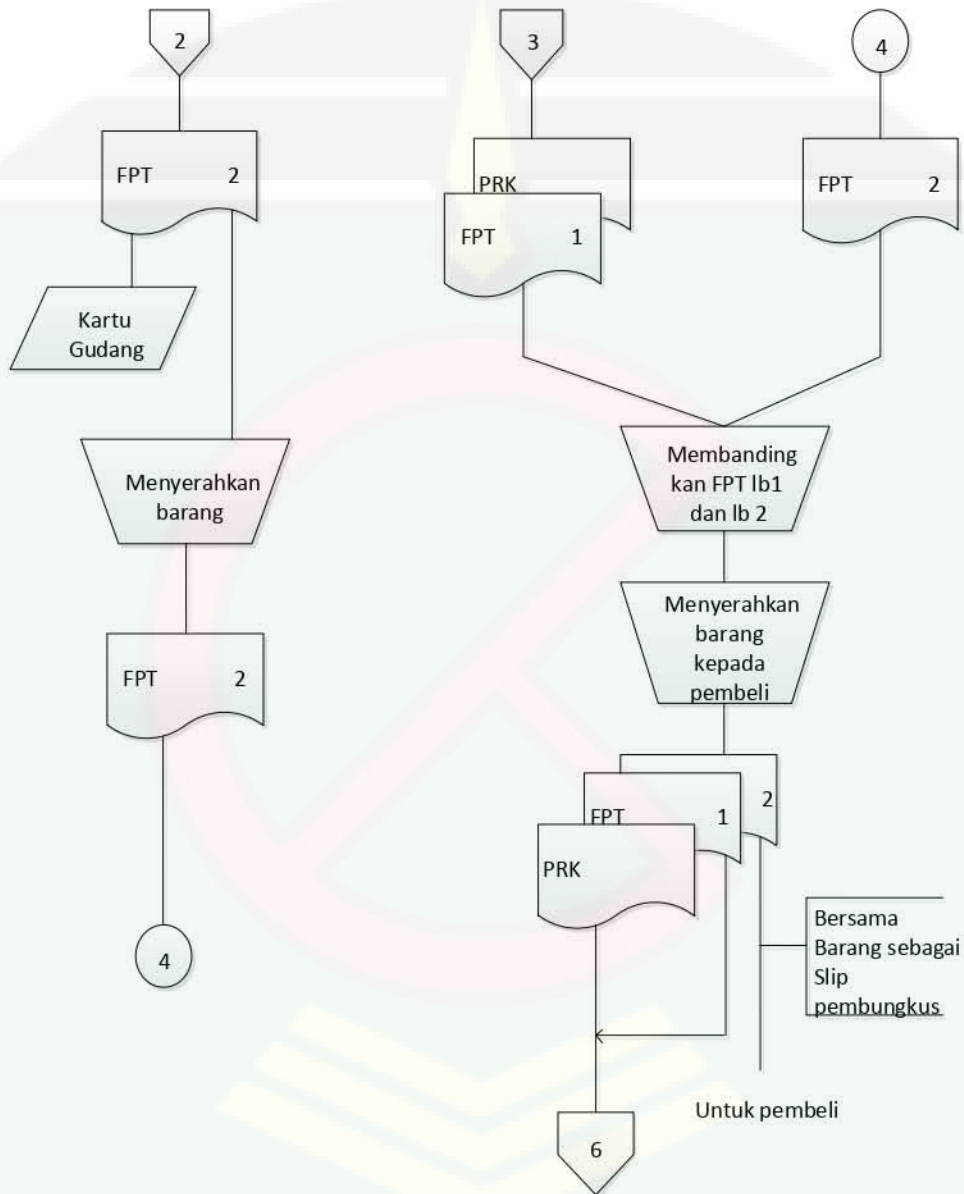 2
FPT 2
Kartu
Gudang
Menyerahkan
barang
FPT 2
4
3
PRK
FPT 1
4
FPT 2
Membanding
kan FPT lb1
dan lb 2
Menyerahkan
barang
kepada
pembeli
2
FPT 1
PRK
Bersama
Barang sebagai
Slip
pembungkus
Untuk pembeli
6